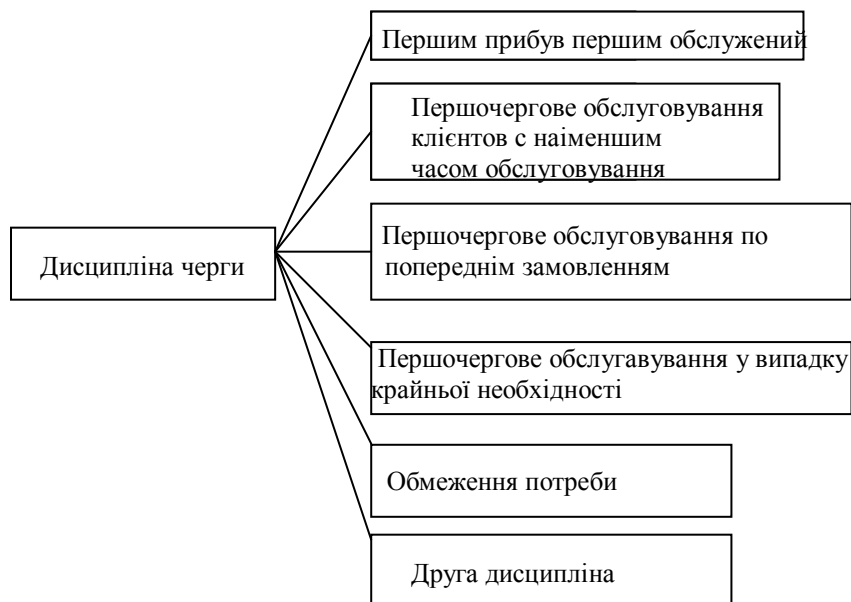 Першим прибув першим обслужений
Першочергове обслуговування
клієнтов с наіменшим
часом обслуговування
Дисципліна черги
Першочергове обслуговування по
попереднім замовленням
Першочергове обслугавування у випадку
крайньої необхідності
Обмеження потреби
Друга дисципліна